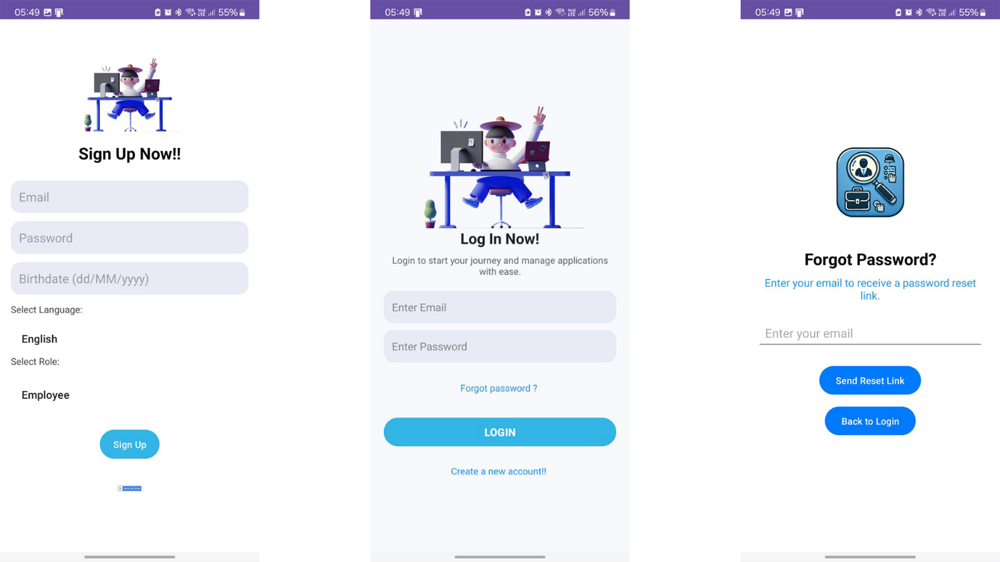 05:49
55%
Sign Up Now!!
Email
Password
Birthdate (dd/MM/yyyy)
Select Language:
English
Select Role:
Employee
Sign Up
05:49
56%
Log In Now!
Login to start your journey and manage applications
with ease.
Enter Email
Enter Password
Forgot password ?
LOGIN
Create a new account!!
05:49
55%
Forgot Password?
Enter your email to receive a password reset
link.
Enter your email
Send Reset Link
Back to Login